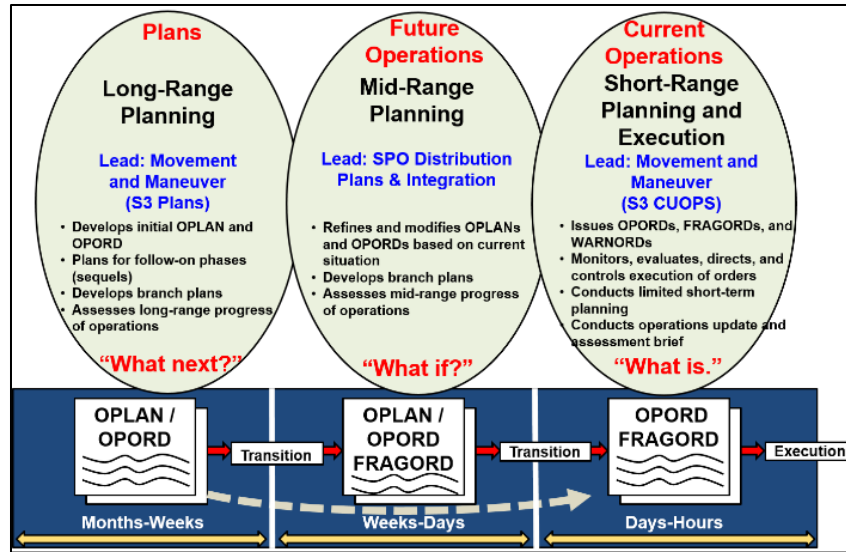 Plans
Long-Range
Planning
Lead: Movement
and Maneuver
(S3 Plans)
• Develops initial OPLAN and
OPORD
• Plans for follow-on phases
(sequels)
• Develops branch plans
• Assesses long-range progress
of operations
“What next?”
Future
Operations
Mid-Range
Planning
Lead: SPO Distribution
Plans & Integration
• Refines and modifies OPLANs
and OPORDs based on current
situation
• Develops branch plans
• Assesses mid-range progress
of operations
“What if?”
Current
Operations
Short-Range
Planning and
Execution
Lead: Movement and
Maneuver
(S3 CUOPS)
• Issues OPORDs, FRAGORDs, and
WARNORDs
• Monitors, evaluates, directs, and
controls execution of orders
• Conducts limited short-term
planning
• Conducts operations update and
assessment brief
“What is.”
OPLAN /
OPORD
Transition
OPLAN /
OPORD
FRAGORD
Transition
OPORD
FRAGORD
Execution
Months-Weeks
Weeks-Days
Days-Hours